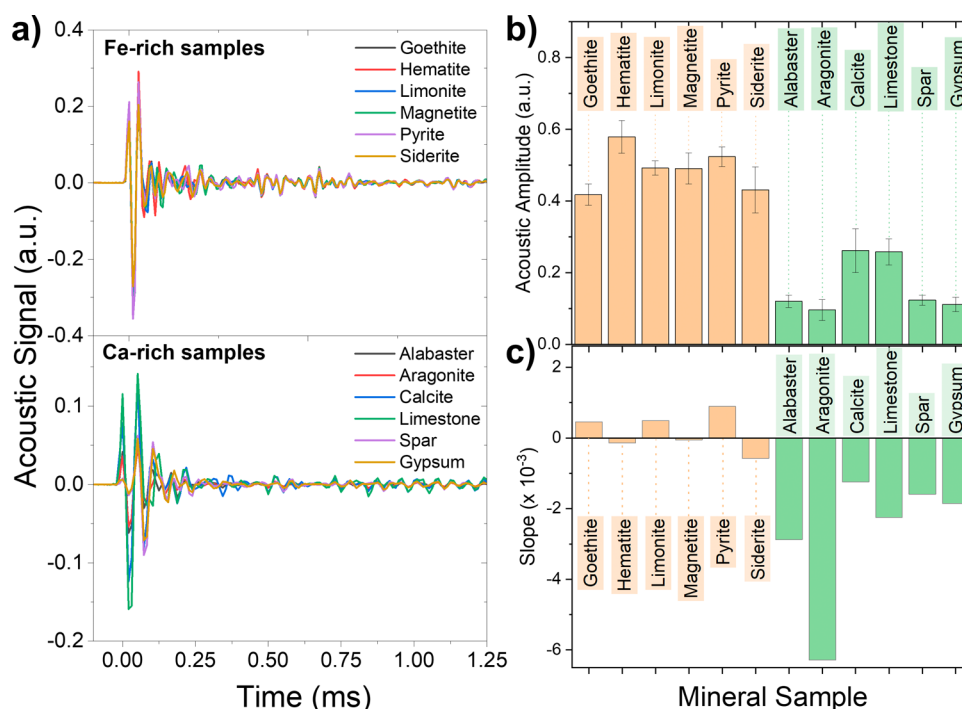 a)
Fe-rich samples
Goethite
Hematite
Limonite
Magnetite
Pyrite
Siderite
0.4
0.2
0.0
-0.2
0.4
Acoustic Signal (a.u.)
Ca-rich samples
Alabaster
Aragonite
Calcite
Limestone
Spar
Gypsum
0.1
0.0
-0.1
-0.2
0.00 0.25 0.50 0.75 1.00 1.25
Time (ms)
b)
Goethite
Hematite
Limonite
Magnetite
Pyrite
Siderite
Alabaster
Aragonite
Calcite
Limestone
Spar
Gypsum
0.8
0.6
0.4
0.2
0.0
Acoustic Amplitude (a.u.)
c)
Alabaster
Aragonite
Calcite
Limestone
Spar
Gypsum
2
0
-2
-4
-6
Slope (x 10-3)
Goethite
Hematite
Limonite
Magnetite
Pyrite
Siderite
Mineral Sample